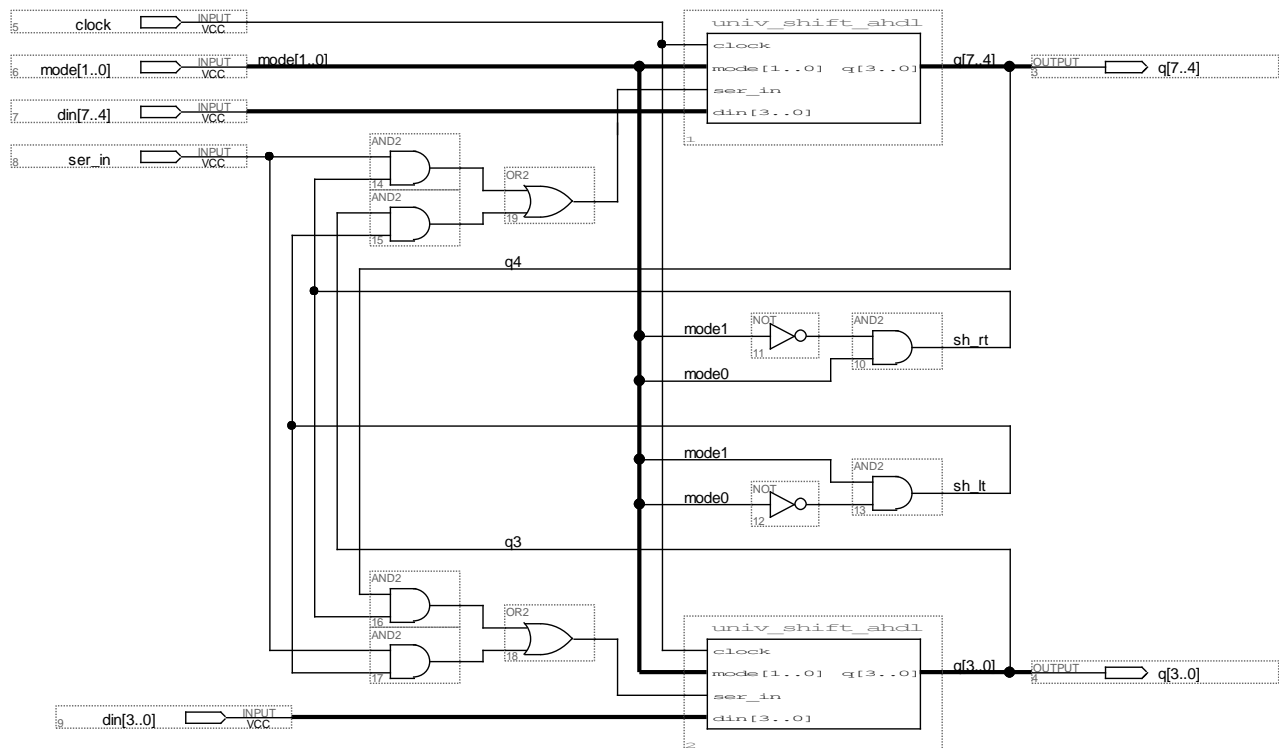 5 clock INPUT VCC
6 mode[1..0] INPUT VCC mode[1..0]
7 din[7..4] INPUT VCC
8 ser_in INPUT VCC
univ_shift_ahdl
clock
mode[1..0] q[3..0]
ser_in
din[3..0]
1
q[7..4] OUTPUT 3 q[7..4]
AND2
14
AND2
15
OR2
19
q4
mode1 NOT 11 AND2 10 sh_rt
mode0
mode1 AND2 13 sh_lt
mode0 NOT 12
q3
AND2
16
AND2
17
OR2
18
univ_shift_ahdl
clock
mode[1..0] q[3..0]
ser_in
din[3..0]
2
q[3..0] OUTPUT 4 q[3..0]
9 din[3..0] INPUT VCC